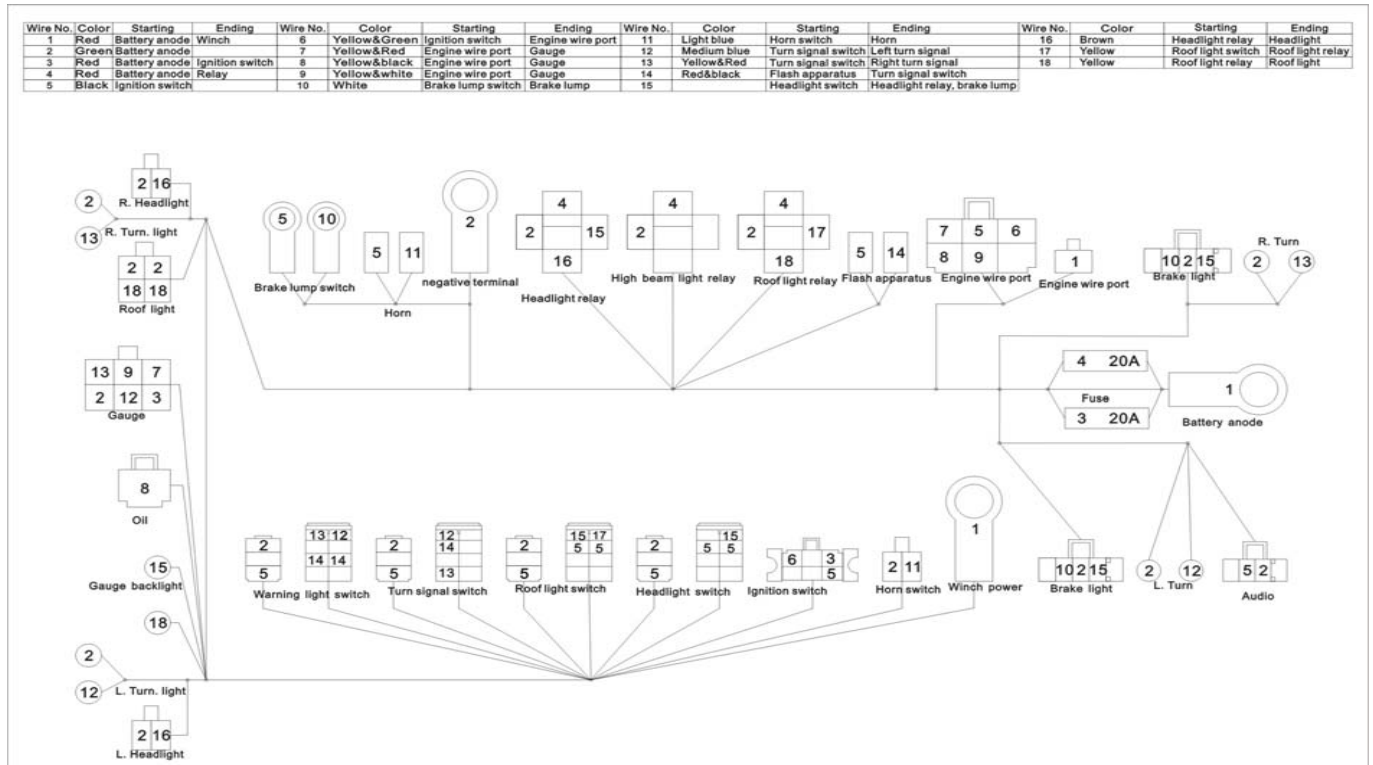 Wire No. Color Starting Ending Wire No. Color Starting Ending Wire No. Color Starting Ending Wire No. Color Starting Ending
1 Red Battery anode Winch 6 Yellow&Green Ignition switch Engine wire port 11 Light blue Horn switch Horn 16 Brown Headlight relay Headlight
2 Green Battery anode 7 Yellow&Red Engine wire port Gauge 12 Medium blue Turn signal switch Left turn signal 17 Yellow Roof light switch Roof light relay
3 Red Battery anode Ignition switch 8 Yellow&black Engine wire port Gauge 13 Yellow&Red Turn signal switch Right turn signal 18 Yellow Roof light relay Roof light
4 Red Battery anode Relay 9 Yellow&white Engine wire port Gauge 14 Red&black Flash apparatus Turn signal switch
5 Black Ignition switch 10 White Brake lump switch Brake lump 15 Headlight switch Headlight relay, brake lump
2 16
R. Headlight
2
13
R. Turn. light
2 2
18 18
Roof light
5 10
Brake lump switch
5 11
Horn
2
negative terminal
4
2 15
16
Headlight relay
4
2
High beam light relay
4
2 17
18
Roof light relay
5 14
Flash apparatus
7 5 6
8 9
Engine wire port
1
Engine wire port
10 2 15
Brake light
R. Turn
2 13
13 9 7
2 12 3
Gauge
4 20A
Fuse
3 20A
1
Battery anode
8
Oil
15
Gauge backlight
18
2
12
L. Turn. light
2 16
L. Headlight
2
5
13 12
14 14
Warning light switch
2
5
12
14
13
Turn signal switch
2
5
15 17
5 5
Roof light switch
2
5
15
5 5
Headlight switch
6 3
5
Ignition switch
2 11
Horn switch
1
Winch power
10 2 15
Brake light
2 12
L. Turn
5 2
Audio